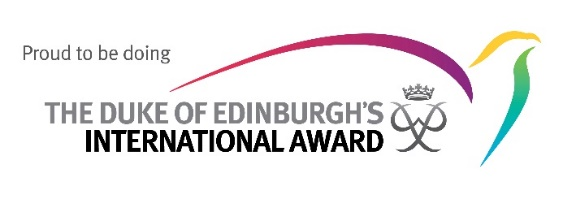 Proud to be doing
THE DUKE OF EDINBURGH'S
INTERNATIONAL AWARD